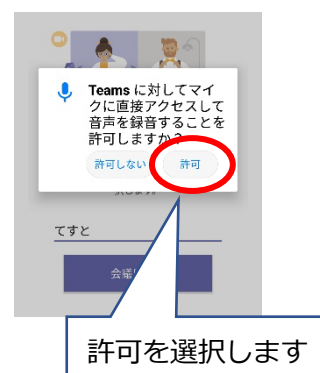 Teams に対してマイ
クに直接アクセスして
音声を録音することを
許可しますか?
許可しない
許可
てすと
会議
許可を選択します